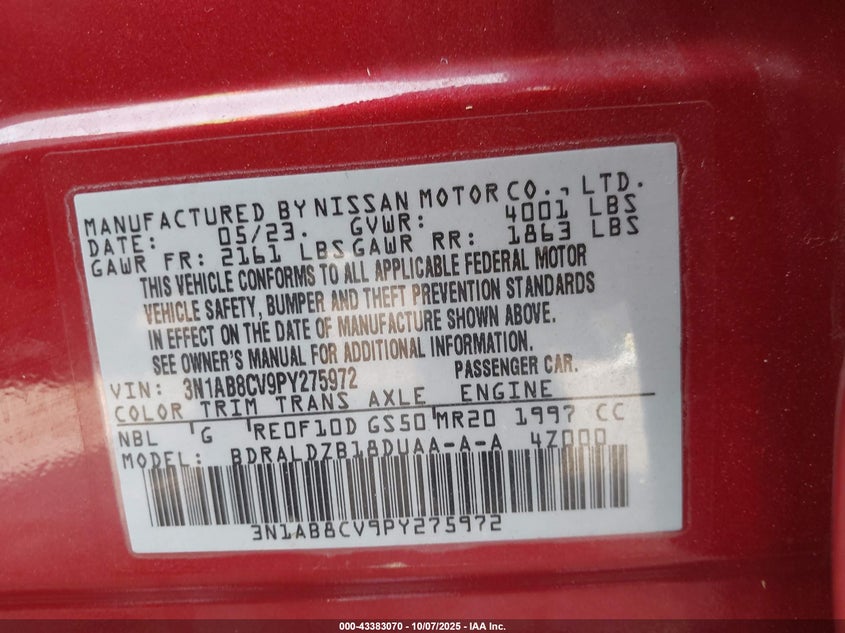 MANUFACTURED BY NISSAN MOTOR CO., LTD.
DATE: 05/23. GVWR: 4001 LBS
GAWR FR: 2161 LBS GAWR RR: 1863 LBS
THIS VEHICLE CONFORMS TO ALL APPLICABLE FEDERAL MOTOR
VEHICLE SAFETY, BUMPER AND THEFT PREVENTION STANDARDS
IN EFFECT ON THE DATE OF MANUFACTURE SHOWN ABOVE.
SEE OWNER'S MANUAL FOR ADDITIONAL INFORMATION.
VIN: 3N1AB8CV9PY275972 PASSENGER CAR.
COLOR TRIM TRANS AXLE ENGINE
NBL G RE0F10D GS50 MR20 1997 CC
MODEL: BDRALDZB18DUAA-A-A 4Z000
3N1AB8CV9PY275972
000-43383070 - 10/07/2025 - IAA Inc.